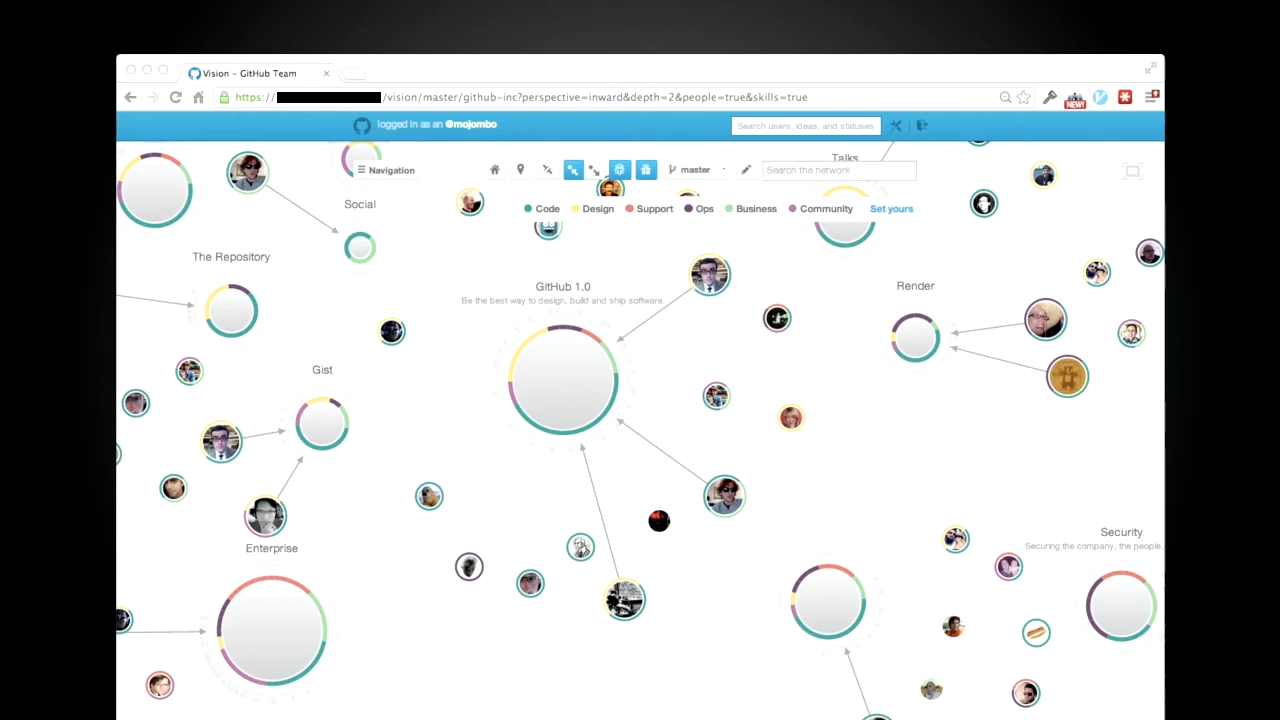 Vision – GitHub Team
https:// /vision/master/github-inc?perspective=inward&depth=2&people=true&skills=true
NEW!
logged in as an @mojombo
Search users, ideas, and statuses
Talks
Navigation
master
Search the network
Code Design Support Ops Business Community Set yours
Social
The Repository
GitHub 1.0
Be the best way to design, build and ship software.
Render
Gist
Enterprise
Security
Securing the company, the people,